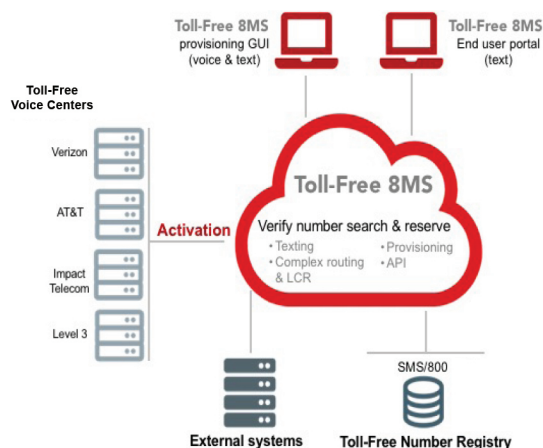 Toll-Free 8MS
provisioning GUI
(voice & text)
Toll-Free 8MS
End user portal
(text)
Toll-Free
Voice Centers
Verizon
AT&T
Impact
Telecom
Level 3
Activation
Toll-Free 8MS
Verify number search & reserve
• Texting
• Complex routing
& LCR
• Provisioning
• API
External systems
SMS/800
Toll-Free Number Registry